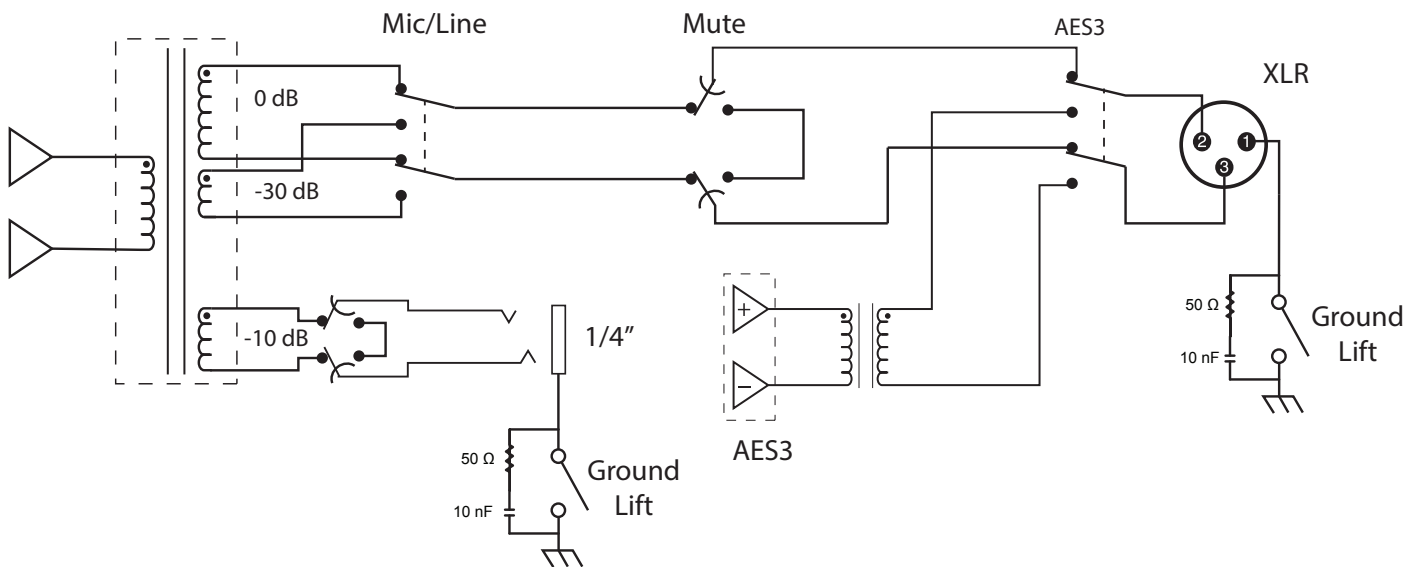 Mic/Line
Mute
AES3
XLR
0 dB
-30 dB
2
1
3
-10 dB
1/4”
+
–
AES3
50 Ω
10 nF
Ground
Lift
50 Ω
10 nF
Ground
Lift